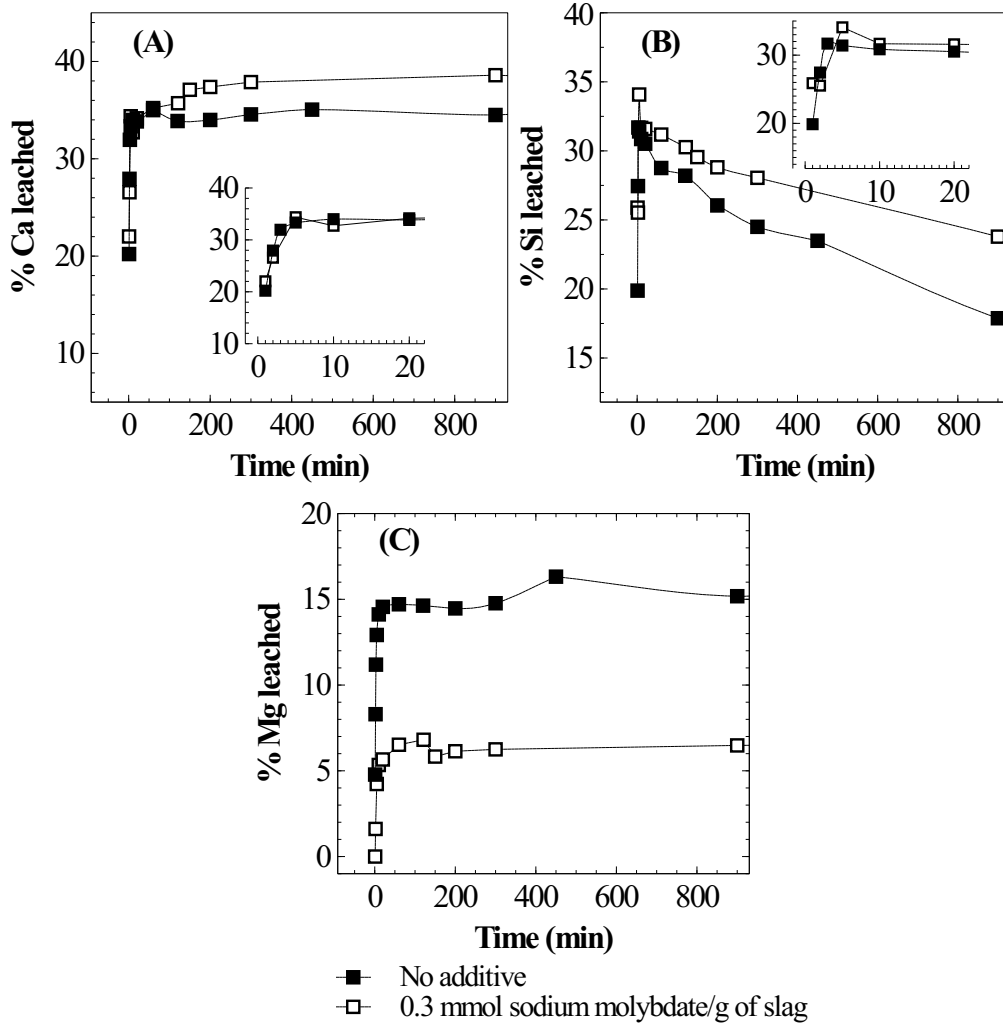 (A)
% Ca leached
40
30
20
10
0 200 400 600 800
Time (min)
40
30
20
10
0 10 20
(B)
% Si leached
40
35
30
25
20
15
0 200 400 600 800
Time (min)
30
20
0 10 20
(C)
% Mg leached
20
15
10
5
0
0 200 400 600 800
Time (min)
No additive
0.3 mmol sodium molybdate/g of slag